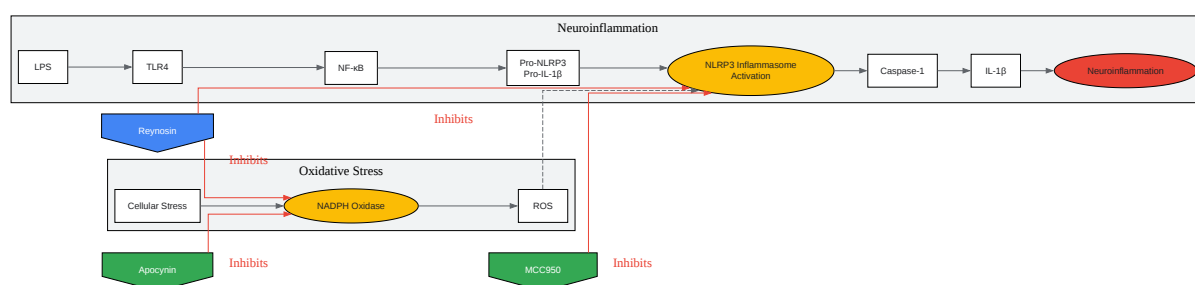 Neuroinflammation
LPS
TLR4
NF-κB
Pro-NLRP3
Pro-IL-1β
NLRP3 Inflammasome
Activation
Caspase-1
IL-1β
Neuroinflammation
Inhibits
Reynosin
Inhibits
Oxidative Stress
Cellular Stress
NADPH Oxidase
ROS
Apocynin
Inhibits
MCC950
Inhibits